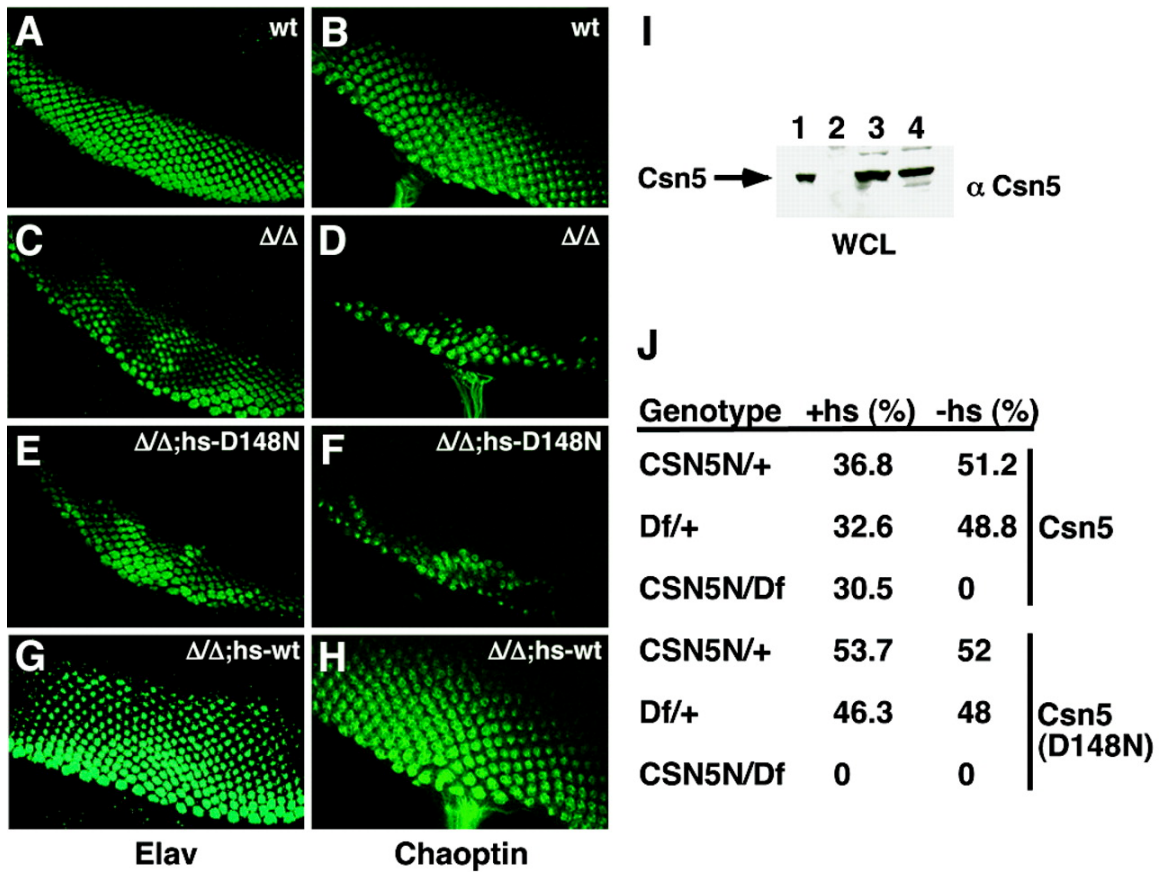 A wt
B wt
C Δ/Δ
D Δ/Δ
E Δ/Δ;hs-D148N
F Δ/Δ;hs-D148N
G Δ/Δ;hs-wt
H Δ/Δ;hs-wt
Elav
Chaoptin
I
1 2 3 4
Csn5
α Csn5
WCL
J
Genotype +hs (%) -hs (%)
CSN5N/+ 36.8 51.2
Df/+ 32.6 48.8
CSN5N/Df 30.5 0
Csn5
CSN5N/+ 53.7 52
Df/+ 46.3 48
CSN5N/Df 0 0
Csn5
(D148N)